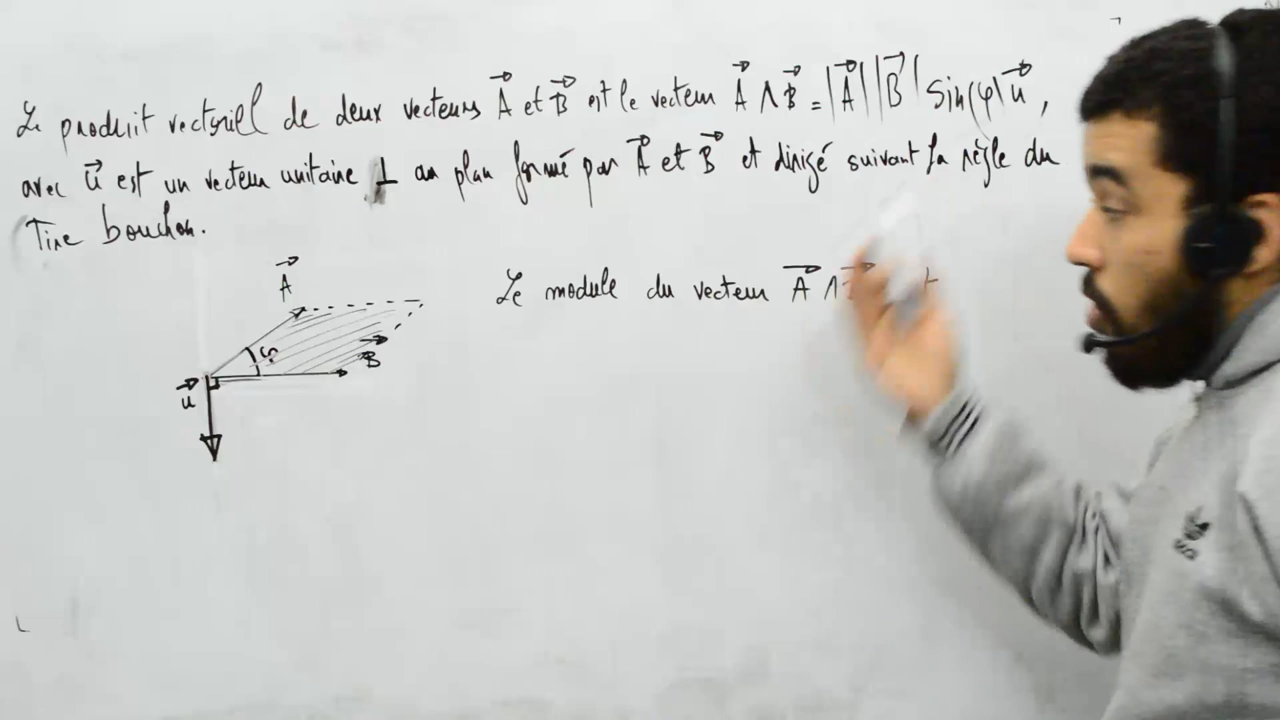 Le produit vectoriel de deux vecteurs A⃗ et B⃗ est le vecteur A⃗ ∧ B⃗ = |A⃗| |B⃗| Sin(φ) u⃗,
avec u⃗ est un vecteur unitaire ⊥ au plan formé par A⃗ et B⃗ et dirigé suivant la règle du
Tire bouchon.
A⃗
Le module du vecteur A⃗ ∧
φ
B⃗
u⃗